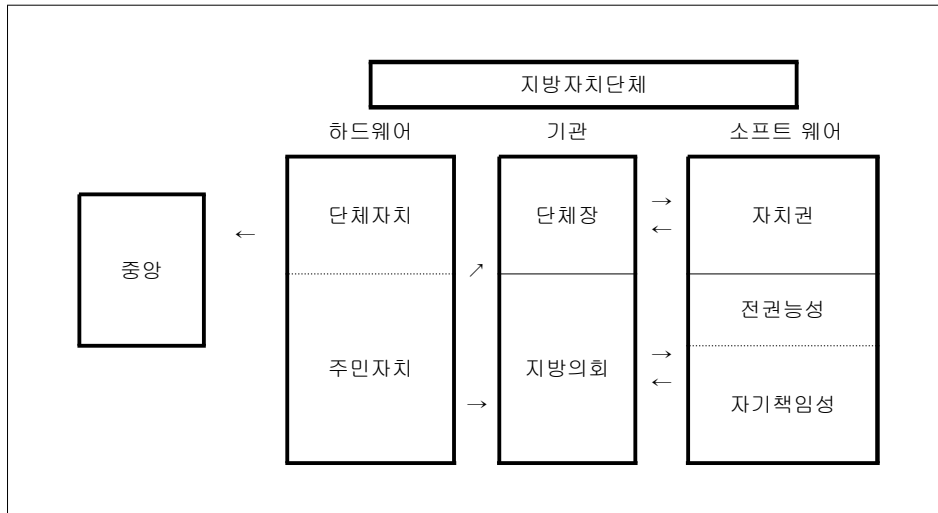 지방자치단체
하드웨어 기관 소프트 웨어
단체자치 단체장 → 자치권
← ←
중앙 ↗
전권능성
주민자치 지방의회 →
←
→ 자기책임성